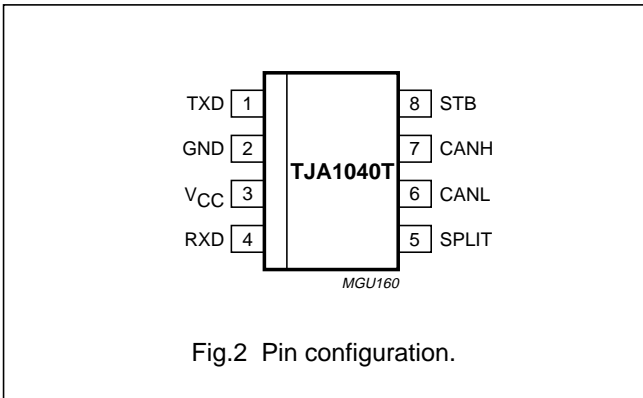 TXD 1 8 STB
GND 2 7 CANH
TJA1040T
VCC 3 6 CANL
RXD 4 5 SPLIT
MGU160
Fig.2 Pin configuration.